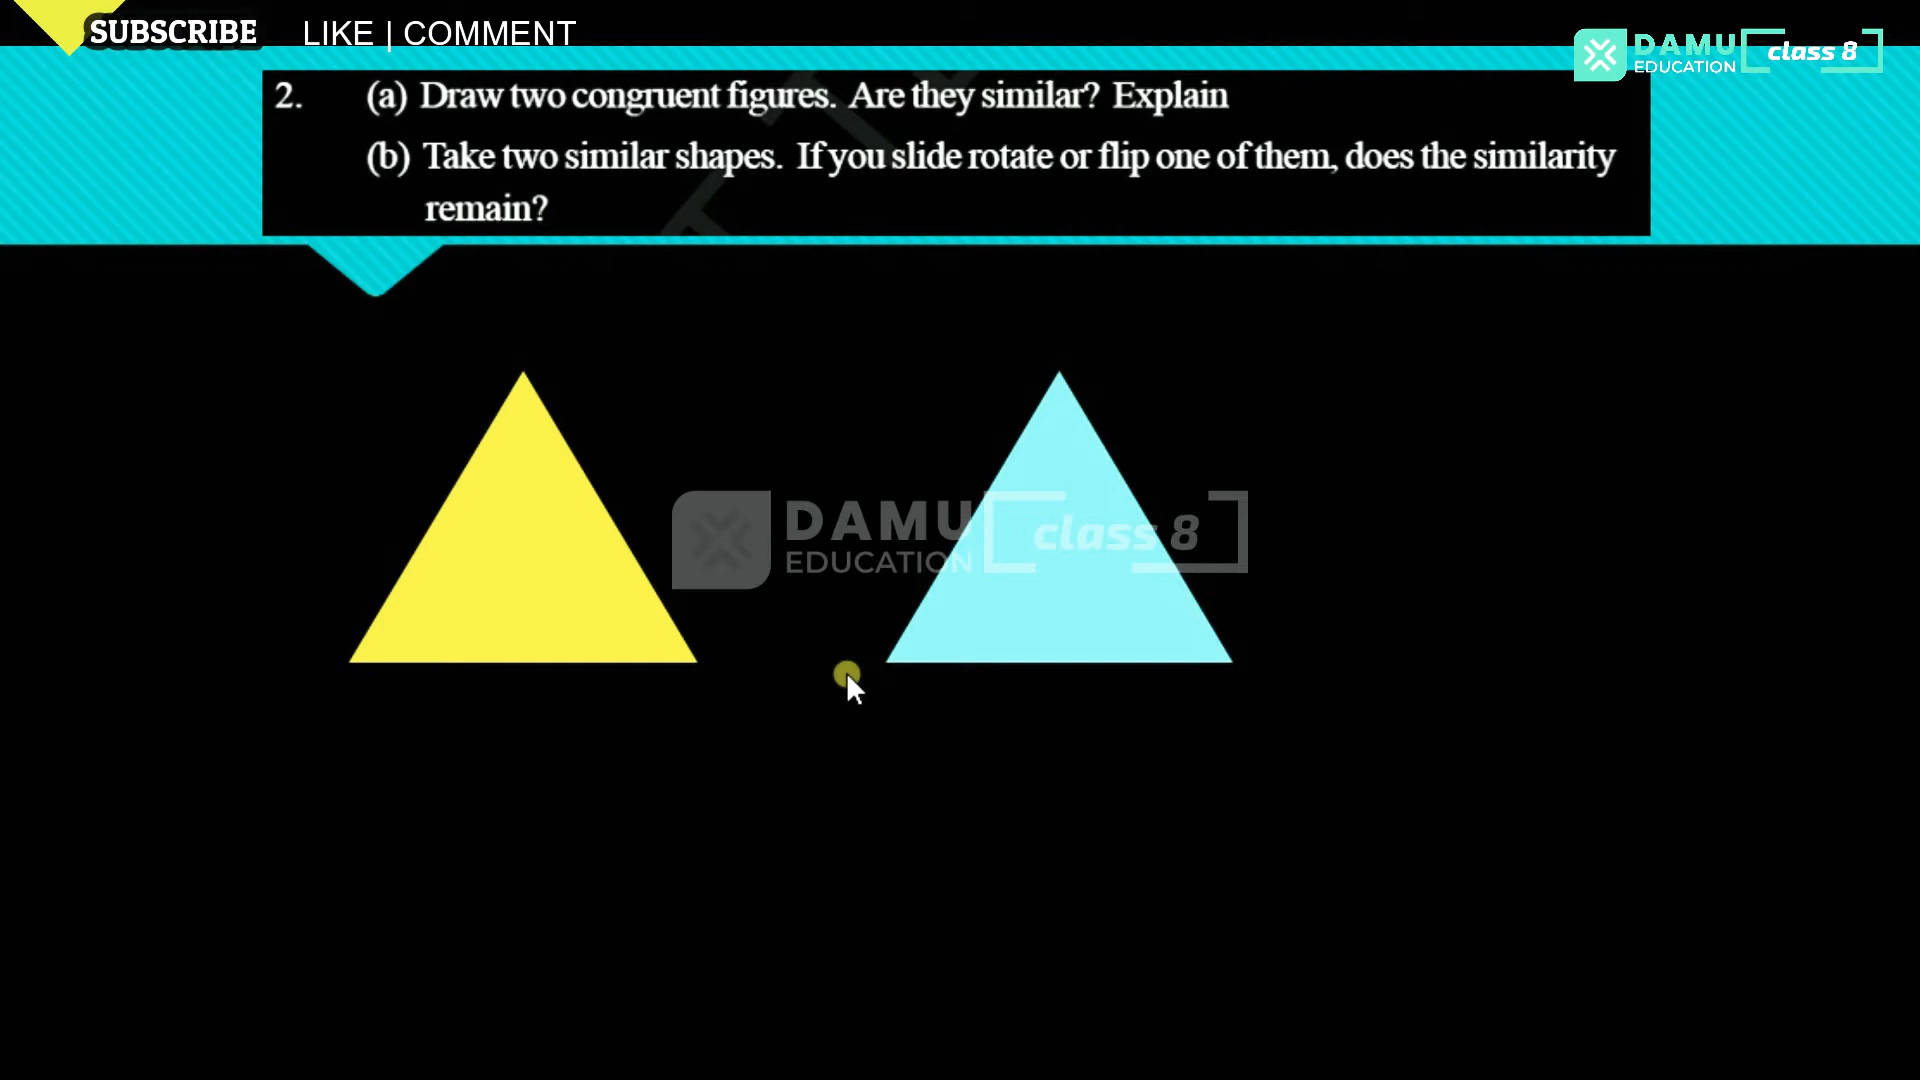 SUBSCRIBE LIKE | COMMENT
DAMU
EDUCATION
class 8
2. (a) Draw two congruent figures. Are they similar? Explain
(b) Take two similar shapes. If you slide rotate or flip one of them, does the similarity
remain?
DAMU
EDUCATION
class 8